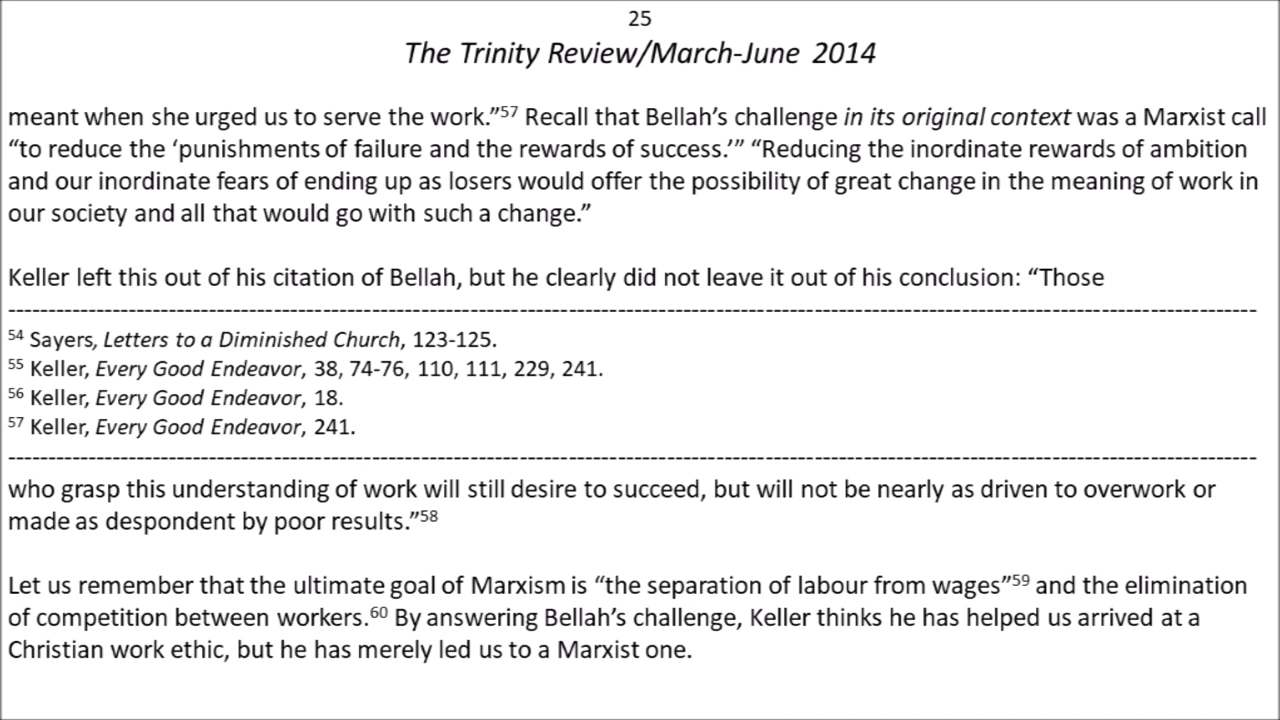 25
The Trinity Review/March-June 2014
meant when she urged us to serve the work.”⁵⁷ Recall that Bellah’s challenge in its original context was a Marxist call
“to reduce the ‘punishments of failure and the rewards of success.’” “Reducing the inordinate rewards of ambition
and our inordinate fears of ending up as losers would offer the possibility of great change in the meaning of work in
our society and all that would go with such a change.”
Keller left this out of his citation of Bellah, but he clearly did not leave it out of his conclusion: “Those
------------------------------------------------------------------------------------------------------------------------
⁵⁴ Sayers, Letters to a Diminished Church, 123-125.
⁵⁵ Keller, Every Good Endeavor, 38, 74-76, 110, 111, 229, 241.
⁵⁶ Keller, Every Good Endeavor, 18.
⁵⁷ Keller, Every Good Endeavor, 241.
------------------------------------------------------------------------------------------------------------------------
who grasp this understanding of work will still desire to succeed, but will not be nearly as driven to overwork or
made as despondent by poor results.”⁵⁸
Let us remember that the ultimate goal of Marxism is “the separation of labour from wages”⁵⁹ and the elimination
of competition between workers.⁶⁰ By answering Bellah’s challenge, Keller thinks he has helped us arrived at a
Christian work ethic, but he has merely led us to a Marxist one.